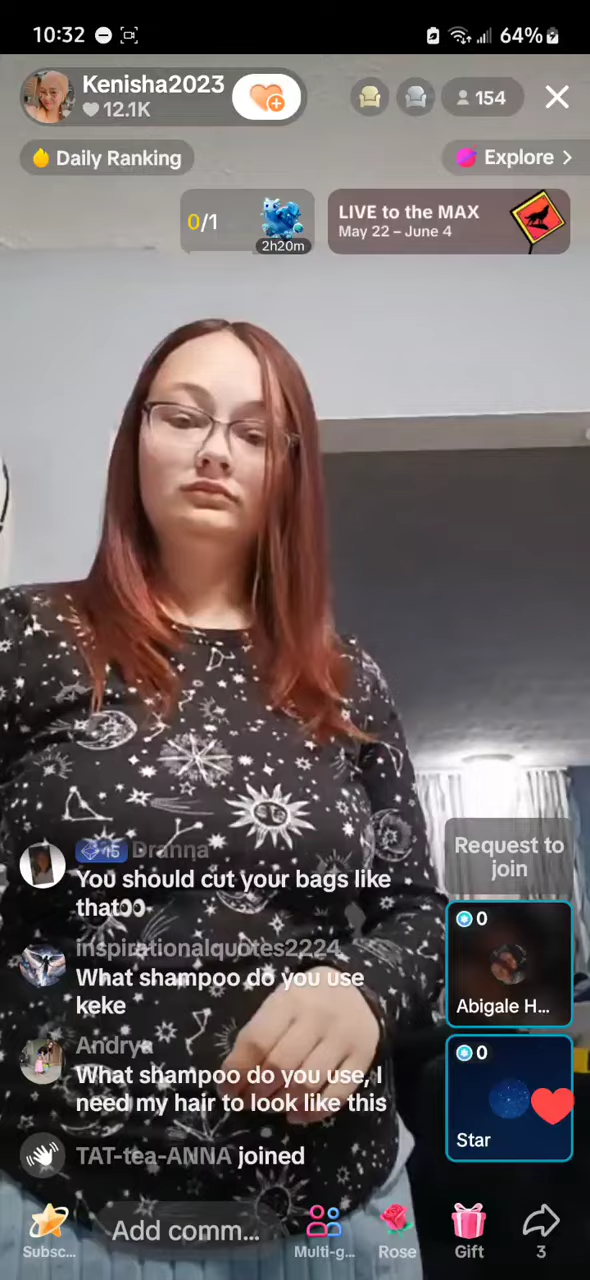 10:32
64%
Kenisha2023
12.1K
154
Daily Ranking
Explore
0/1
2h20m
LIVE to the MAX
May 22 – June 4
15 Dranna
You should cut your bags like
that👀
inspirationalquotes2224
What shampoo do you use
keke
Andrya
What shampoo do you use, I
need my hair to look like this
TAT-tea-ANNA joined
Request to
join
0
Abigale H...
0
Star
Subsc...
Add comm...
Multi-g...
Rose
Gift
3